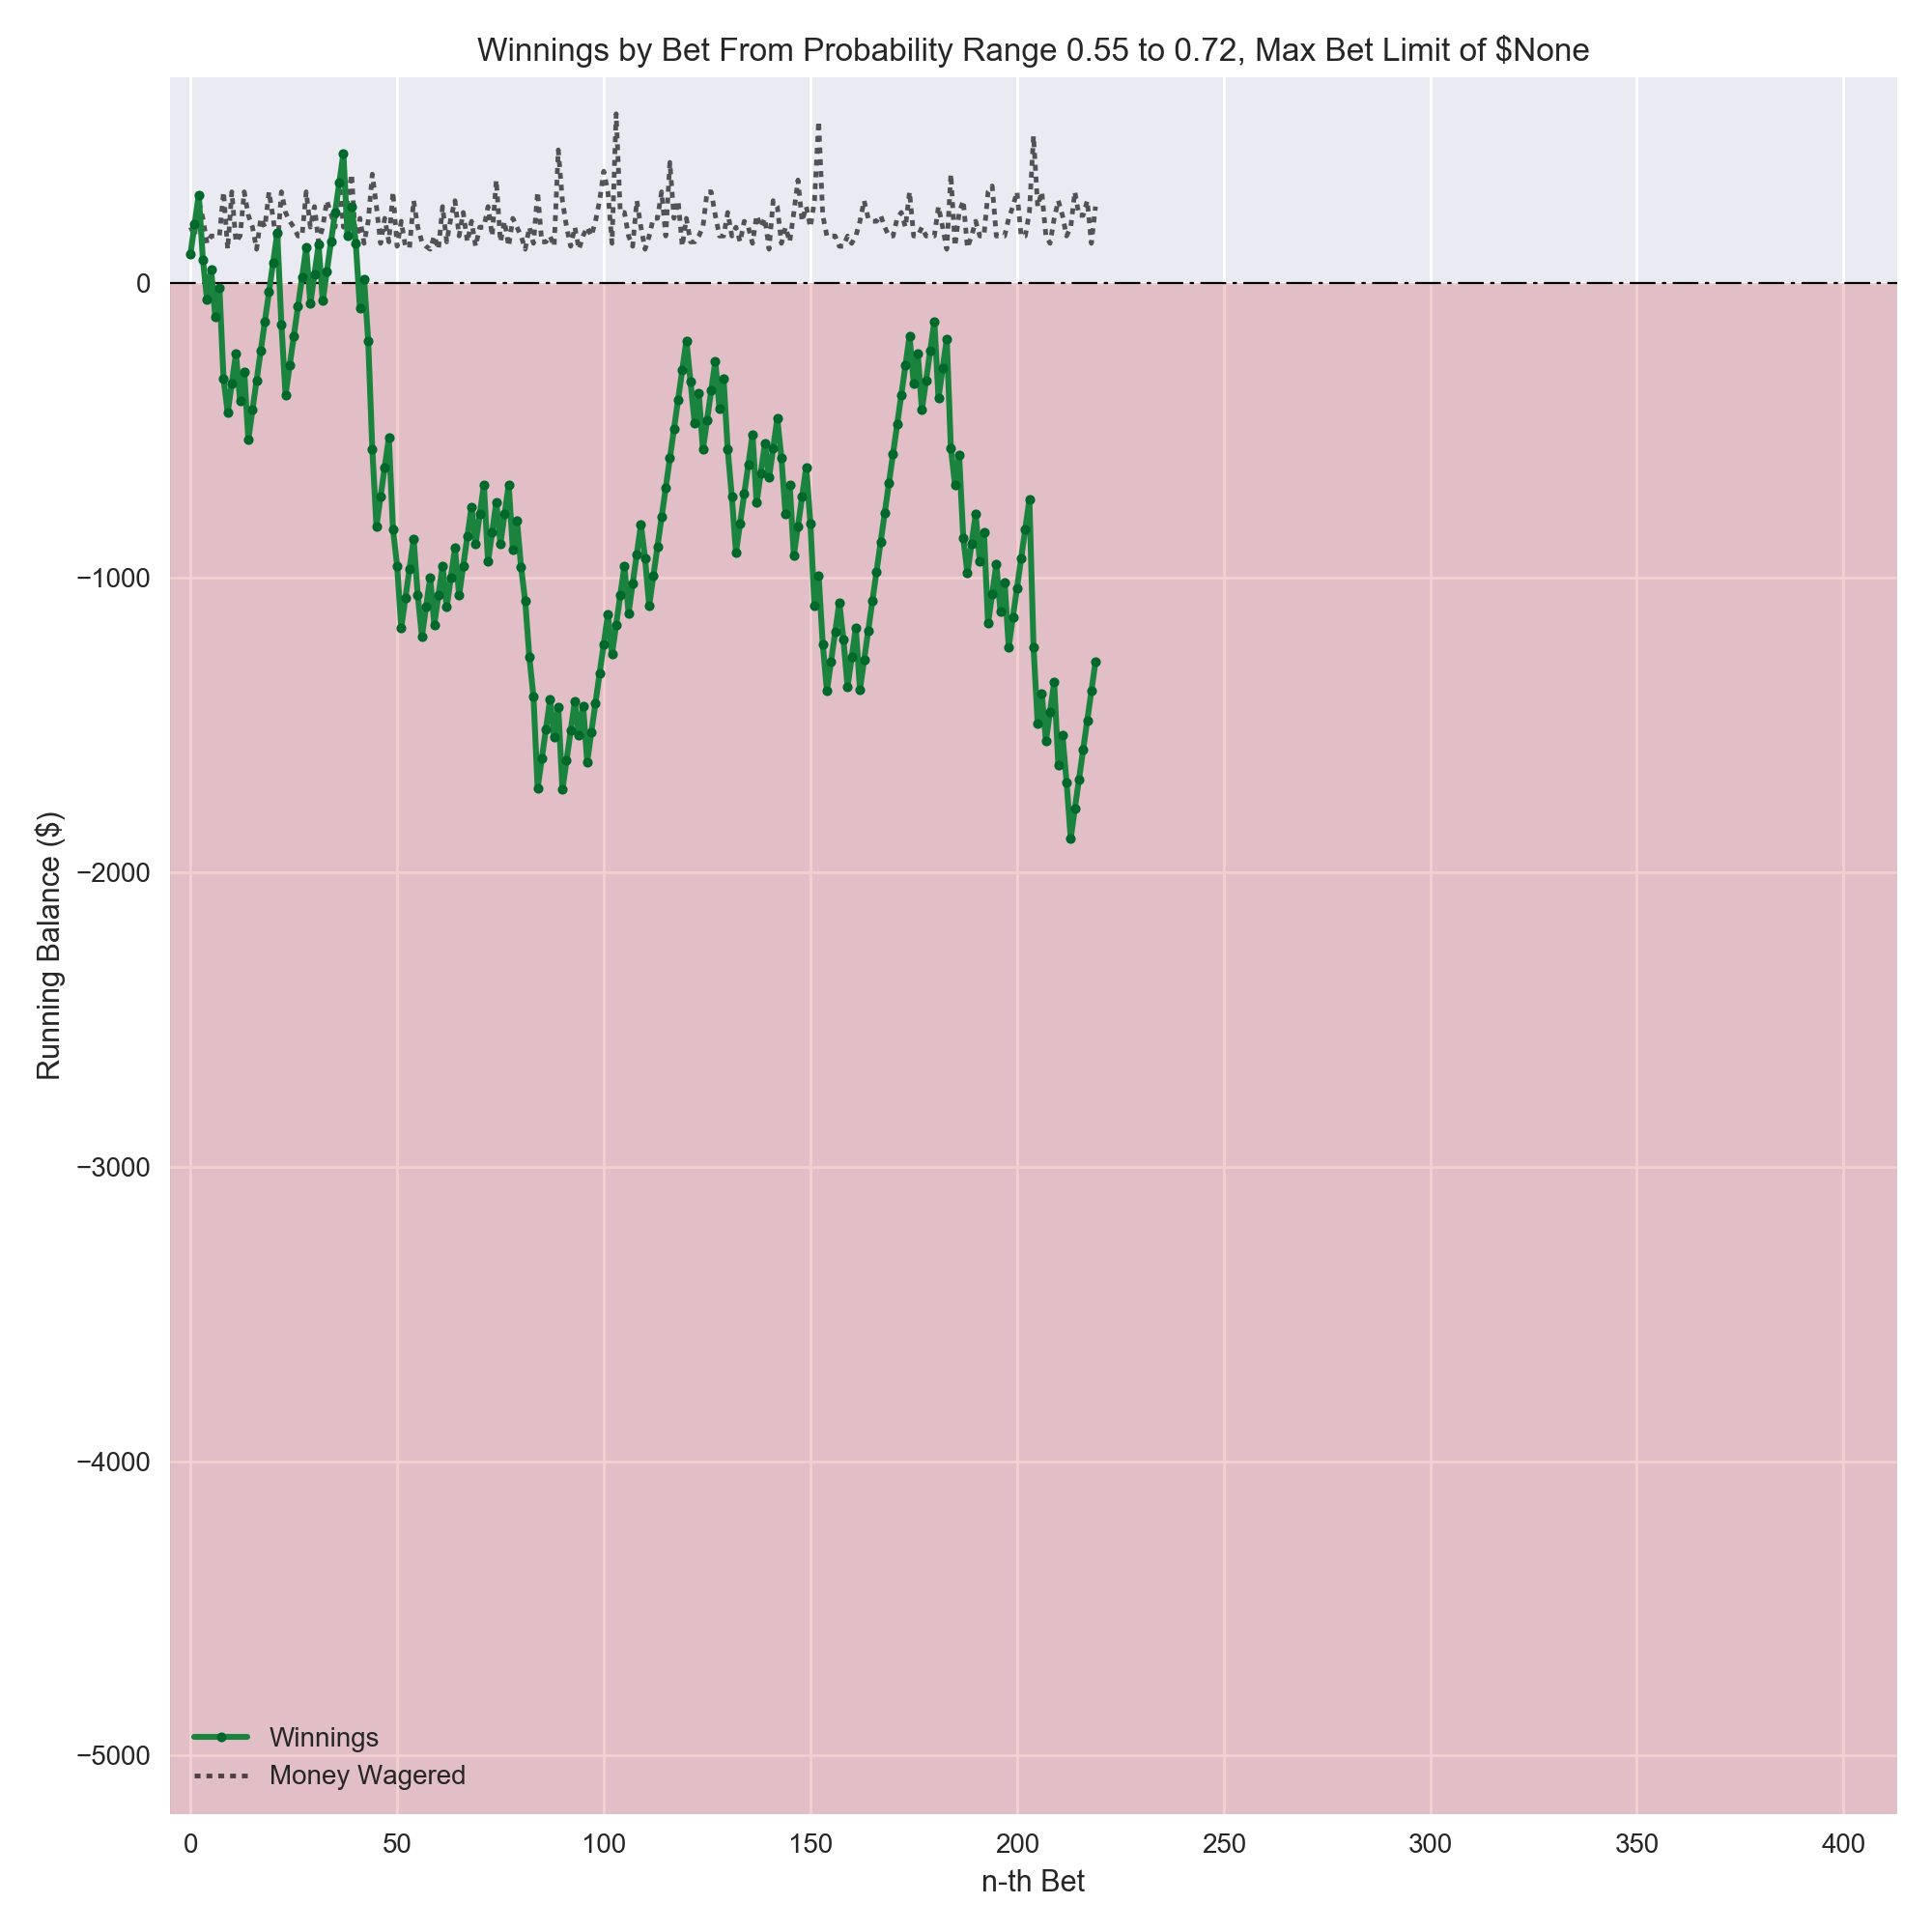 Winnings by Bet From Probability Range 0.55 to 0.72, Max Bet Limit of $None
Running Balance ($)
0
−1000
−2000
−3000
−4000
−5000
Winnings
Money Wagered
0 50 100 150 200 250 300 350 400
n-th Bet